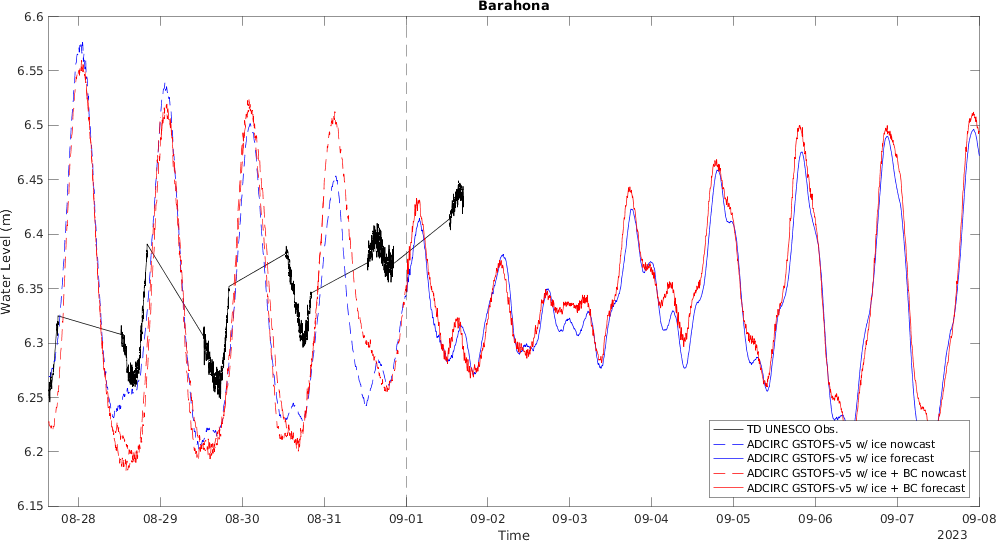 Barahona
Water Level (m)
6.6
6.55
6.5
6.45
6.4
6.35
6.3
6.25
6.2
6.15
TD UNESCO Obs.
ADCIRC GSTOFS-v5 w/ ice nowcast
ADCIRC GSTOFS-v5 w/ ice forecast
ADCIRC GSTOFS-v5 w/ ice + BC nowcast
ADCIRC GSTOFS-v5 w/ ice + BC forecast
08-28 08-29 08-30 08-31 09-01 09-02 09-03 09-04 09-05 09-06 09-07 09-08
Time
2023